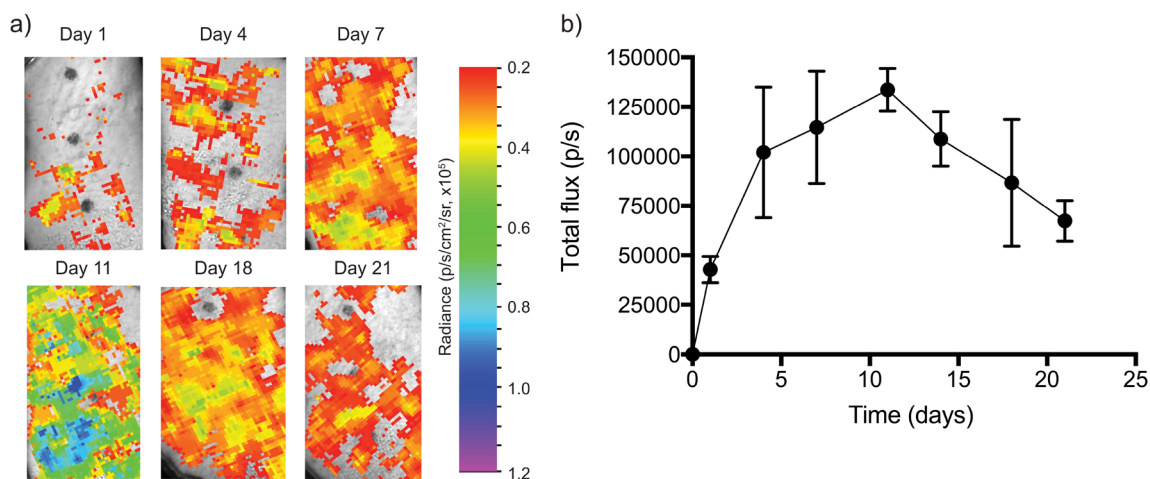 a)
Day 1
Day 4
Day 7
Day 11
Day 18
Day 21
Radiance (p/s/cm²/sr, x10⁵)
0.2
0.4
0.6
0.8
1.0
1.2
b)
Total flux (p/s)
150000
125000
100000
75000
50000
25000
0
0 5 10 15 20 25
Time (days)